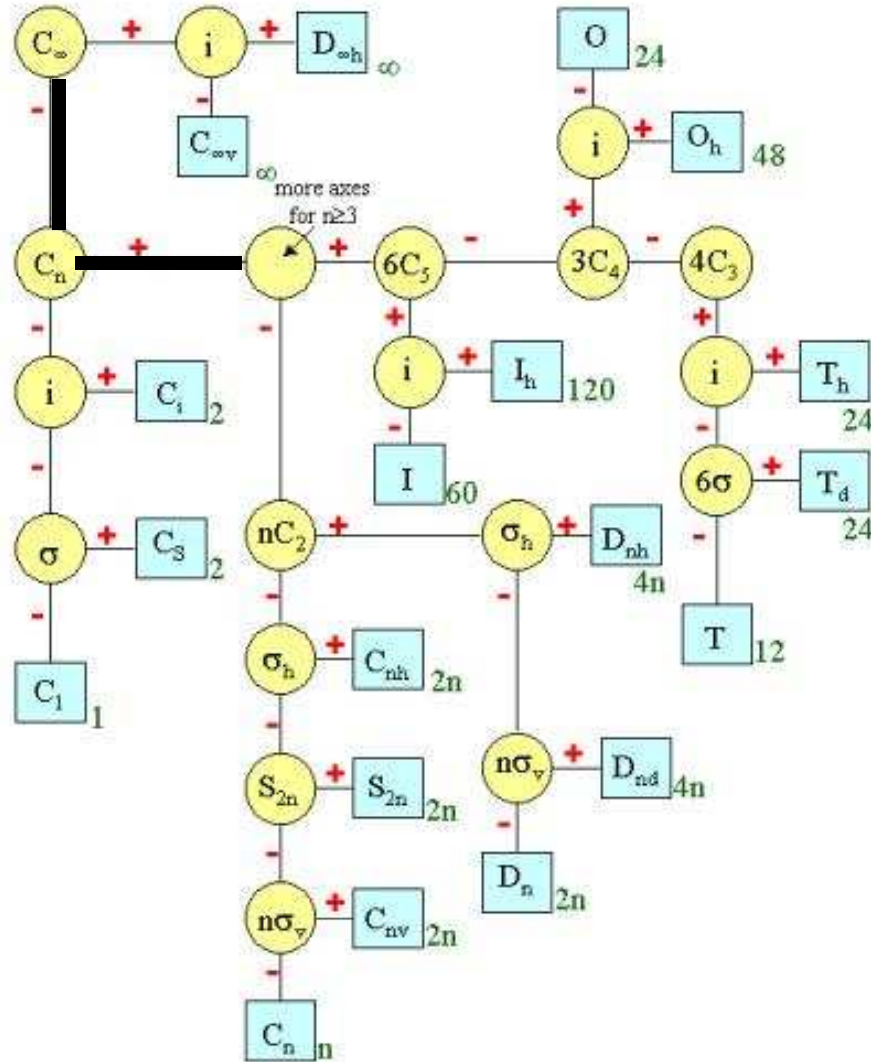 C∞ + i + D∞h ∞
O 24
- - -
C∞v ∞
i + Oh 48
more axes
for n≥3
+
Cn + + 6C5 - 3C4 - 4C3
- - + +
i + Ci 2
i + Ih 120
i + Th 24
- - -
I 60
6σ + Td 24
σ + CS 2
nC2 + σh + Dnh 4n
- - - -
C1 1
σh + Cnh 2n
T 12
-
S2n + S2n 2n
nσv + Dnd 4n
- -
nσv + Cnv 2n
Dn 2n
-
Cn n